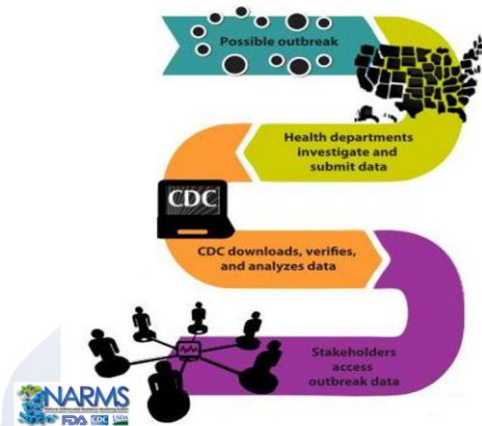 Possible outbreak
Health departments
investigate and
submit data
CDC
CDC downloads, verifies,
and analyzes data
Stakeholders
access
outbreak data
NARMS
FDA CDC USDA